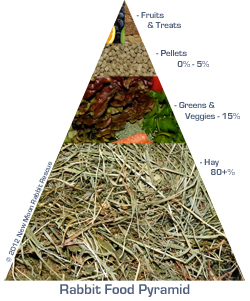 - Fruits
& Treats
- Pellets
0% - 5%
- Greens &
Veggies - 15%
- Hay
80+%
© 2012 New Moon Rabbit Rescue
Rabbit Food Pyramid